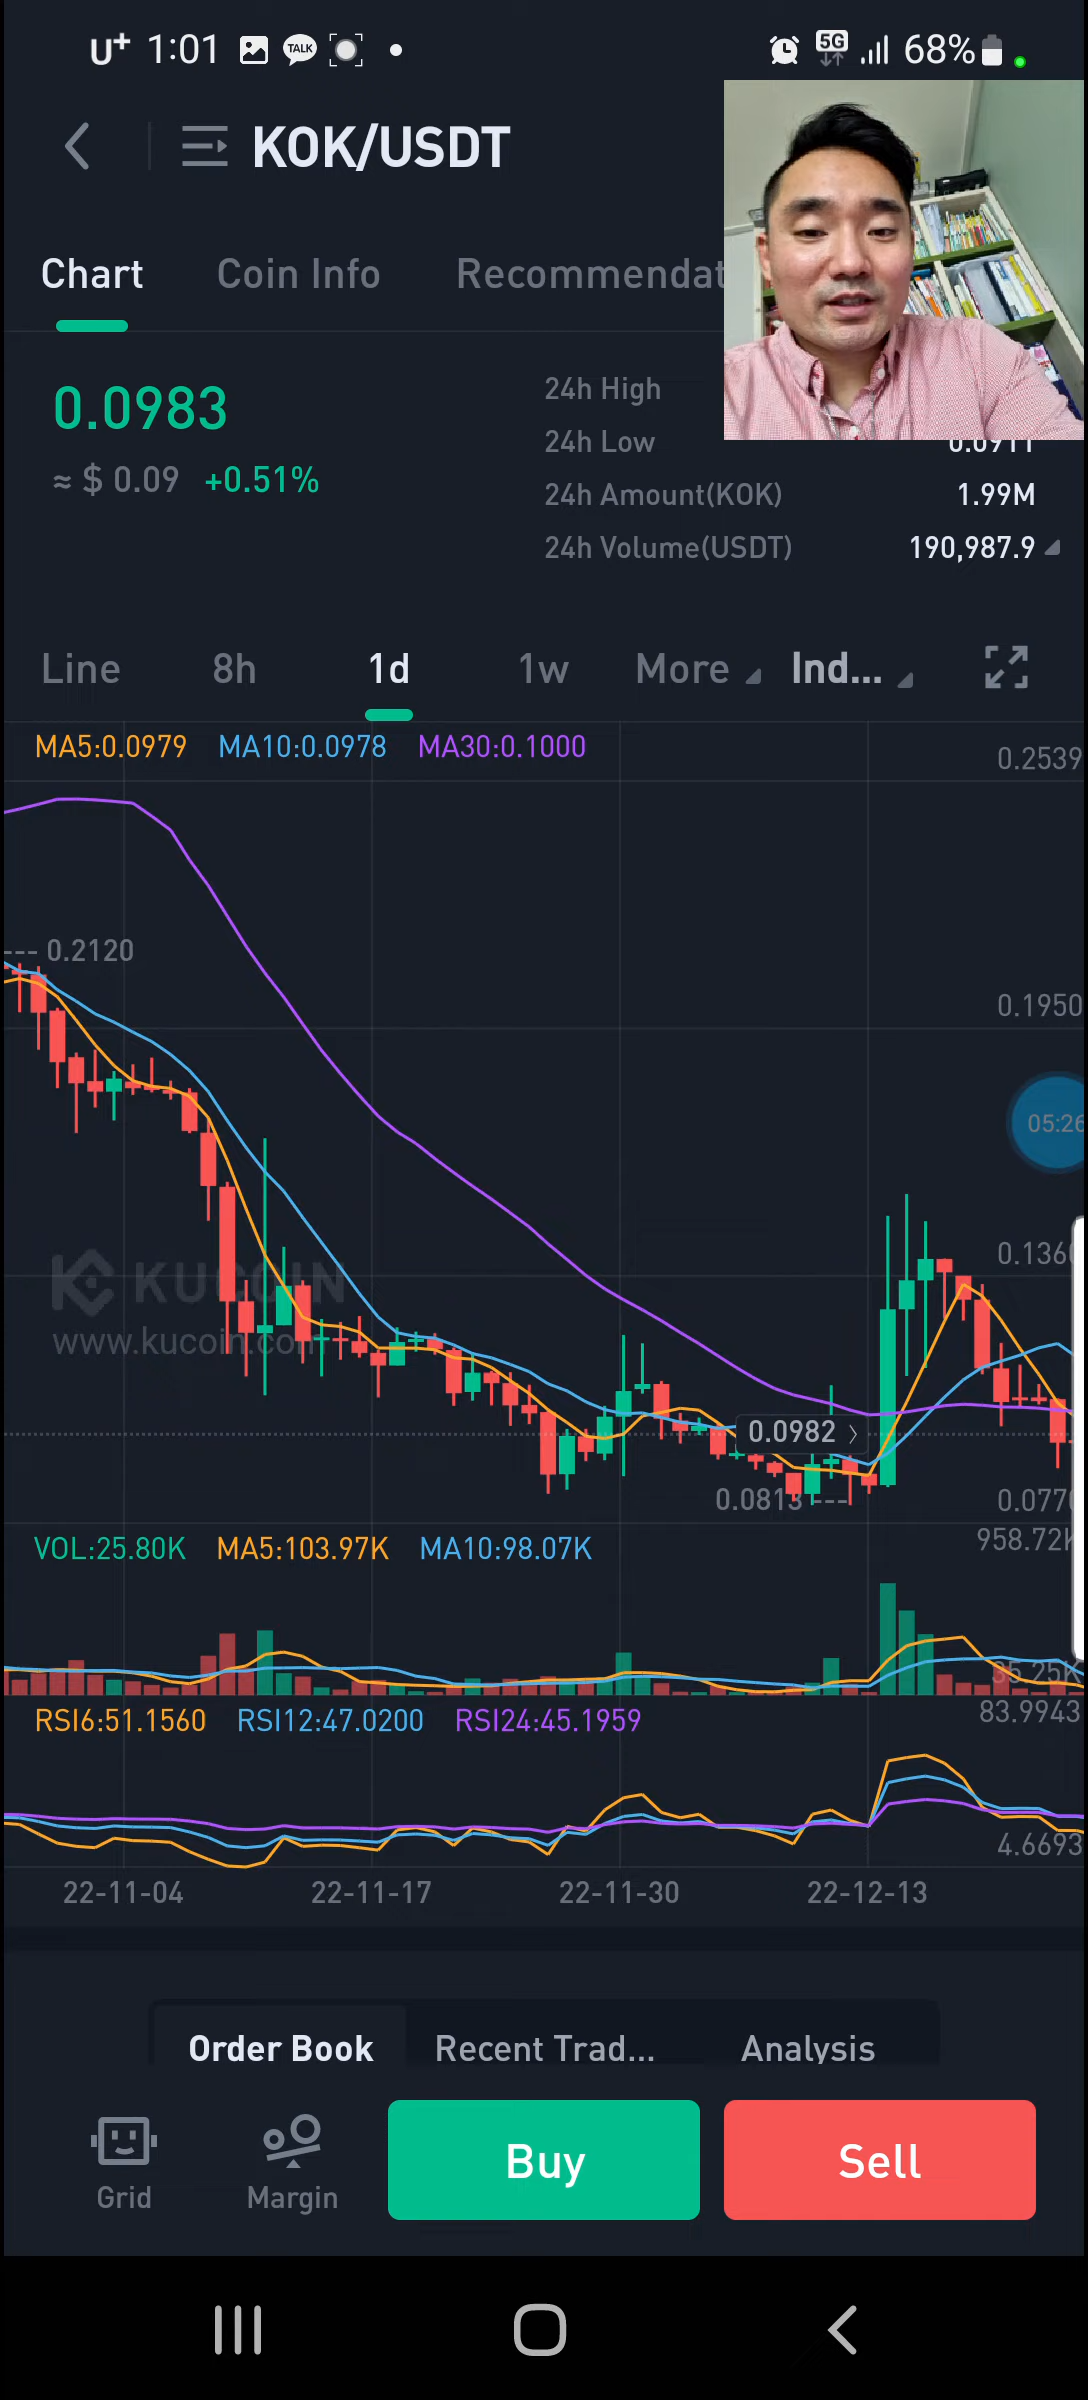 U+ 1:01 TALK 5G 68%
KOK/USDT
Chart Coin Info Recommendat
0.0983
≈ $ 0.09 +0.51%
24h High
24h Low
24h Amount(KOK) 1.99M
24h Volume(USDT) 190,987.9
Line 8h 1d 1w More Ind...
MA5:0.0979 MA10:0.0978 MA30:0.1000
0.2539
0.2120
0.1950
05:26
0.136
KUCOIN
www.kucoin.com
0.0982 >
0.0813
0.077
VOL:25.80K MA5:103.97K MA10:98.07K
958.72K
RSI6:51.1560 RSI12:47.0200 RSI24:45.1959
83.9943
4.6693
22-11-04 22-11-17 22-11-30 22-12-13
Order Book Recent Trad... Analysis
Grid Margin Buy Sell